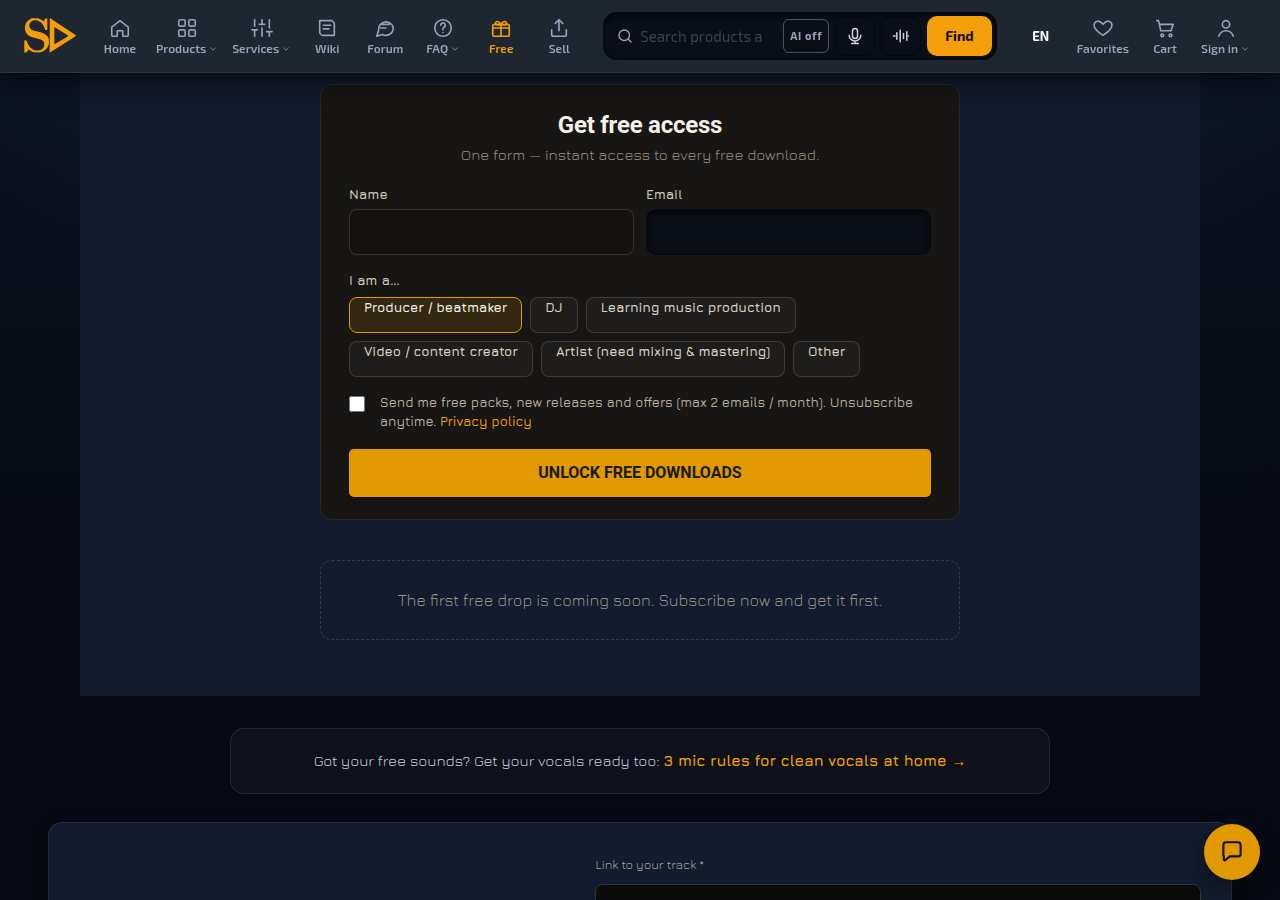 SD
Home
Products
Services
Wiki
Forum
FAQ
Free
Sell
Search products a
AI off
Find
EN
Favorites
Cart
Sign in
Get free access
One form — instant access to every free download.
Name
Email
I am a...
Producer / beatmaker
DJ
Learning music production
Video / content creator
Artist (need mixing & mastering)
Other
Send me free packs, new releases and offers (max 2 emails / month). Unsubscribe
anytime. Privacy policy
UNLOCK FREE DOWNLOADS
The first free drop is coming soon. Subscribe now and get it first.
Got your free sounds? Get your vocals ready too: 3 mic rules for clean vocals at home →
Link to your track *